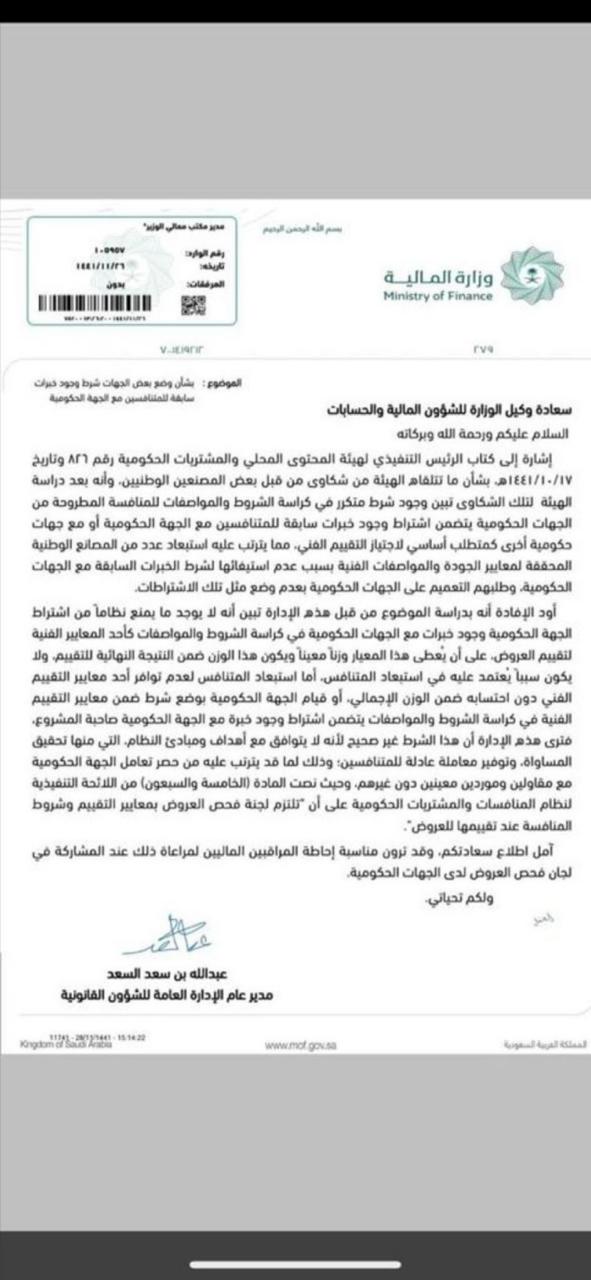 مدير مكتب معالي الوزير*
رقم الوارد: ١٠٥٩٥٧
تاريخه: ١٤٤١/١١/٢٦
المرفقات: بدون
بسم الله الرحمن الرحيم
وزارة المالية
Ministry of Finance
٢٧٩
٧٠٠١٤١٩٢١٢
الموضوع : بشأن وضع بعض الجهات شرط وجود خبرات
سابقة للمتنافسين مع الجهة الحكومية
سعادة وكيل الوزارة للشؤون المالية والحسابات
السلام عليكم ورحمة الله وبركاته
إشارة إلى كتاب الرئيس التنفيذي لهيئة المحتوى المحلي والمشتريات الحكومية رقم ٨٢٦ وتاريخ
١٤٤١/١٠/١٧هـ، بشأن ما تتلقاه الهيئة من شكاوى من قبل بعض المصنعين الوطنيين، وأنه بعد دراسة
الهيئة لتلك الشكاوى تبين وجود شرط متكرر في كراسة الشروط والمواصفات للمنافسة المطروحة من
الجهات الحكومية يتضمن اشتراط وجود خبرات سابقة للمتنافسين مع الجهة الحكومية أو مع جهات
حكومية أخرى كمتطلب أساسي لاجتياز التقييم الفني، مما يترتب عليه استبعاد عدد من المصانع الوطنية
المحققة لمعايير الجودة والمواصفات الفنية بسبب عدم استيفائها لشرط الخبرات السابقة مع الجهات
الحكومية، وطلبهم التعميم على الجهات الحكومية بعدم وضع مثل تلك الاشتراطات.
أود الإفادة أنه بدراسة الموضوع من قبل هذه الإدارة تبين أنه لا يوجد ما يمنع نظاماً من اشتراط
الجهة الحكومية وجود خبرات مع الجهات الحكومية في كراسة الشروط والمواصفات كأحد المعايير الفنية
لتقييم العروض، على أن يُعطى هذا المعيار وزناً معيناً ويكون هذا الوزن ضمن النتيجة النهائية للتقييم، ولا
يكون سبباً يُعتمد عليه في استبعاد المتنافس، أما استبعاد المتنافس لعدم توافر أحد معايير التقييم
الفني دون احتسابه ضمن الوزن الإجمالي، أو قيام الجهة الحكومية بوضع شرط ضمن معايير التقييم
الفنية في كراسة الشروط والمواصفات يتضمن اشتراط وجود خبرة مع الجهة الحكومية صاحبة المشروع،
فترى هذه الإدارة أن هذا الشرط غير صحيح لأنه لا يتوافق مع أهداف ومبادئ النظام، التي منها تحقيق
المساواة، وتوفير معاملة عادلة للمتنافسين؛ وذلك لما قد يترتب عليه من حصر تعامل الجهة الحكومية
مع مقاولين وموردين معينين دون غيرهم، وحيث نصت المادة (الخامسة والسبعون) من اللائحة التنفيذية
لنظام المنافسات والمشتريات الحكومية على أن "تلتزم لجنة فحص العروض بمعايير التقييم وشروط
المنافسة عند تقييمها للعروض".
آمل اطلاع سعادتكم، وقد ترون مناسبة إحاطة المراقبين الماليين لمراعاة ذلك عند المشاركة في
لجان فحص العروض لدى الجهات الحكومية.
ولكم تحياتي.
عبدالله بن سعد السعد
مدير عام الإدارة العامة للشؤون القانونية
11741 - 28/11/1441 - 15:14:22
Kingdom of Saudi Arabia
www.mof.gov.sa
المملكة العربية السعودية